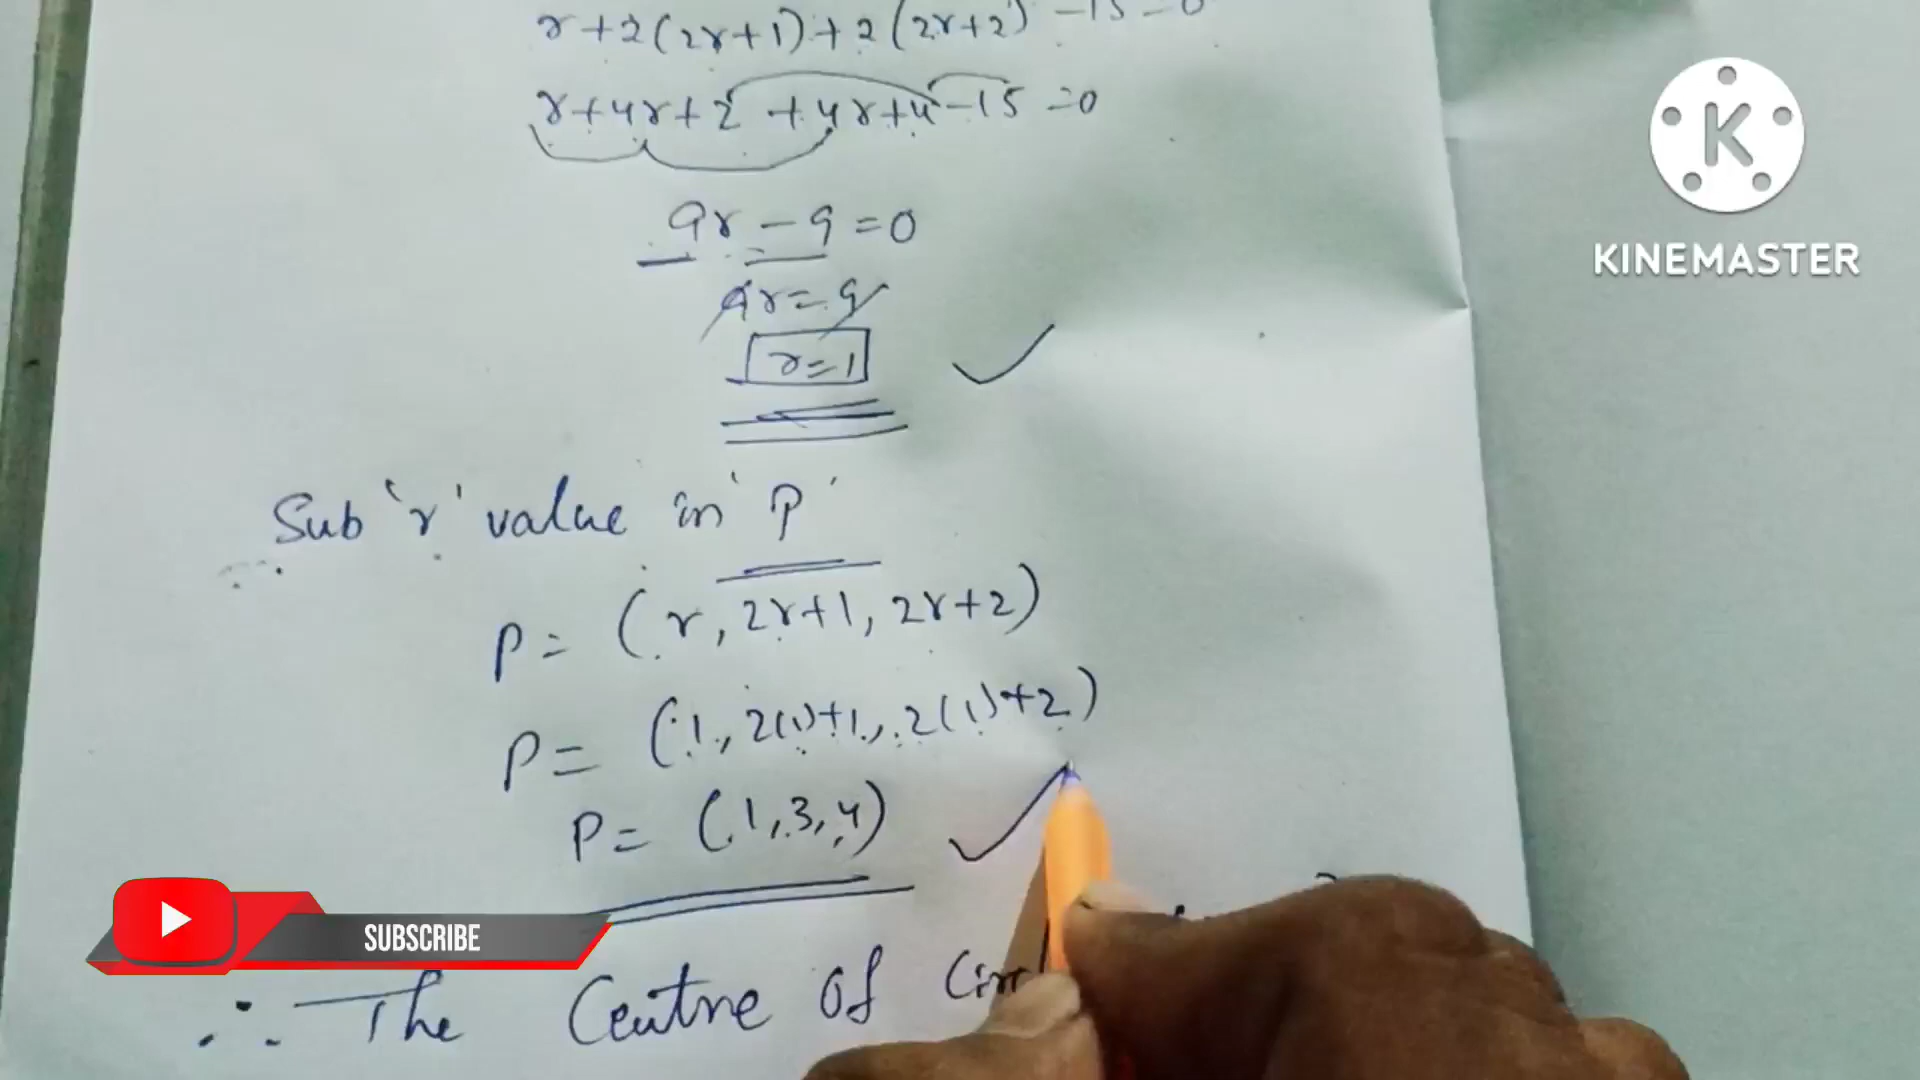 r+2(2r+1)+2(2r+2)-15=0
r+4r+2+4r+4-15=0
9r-9=0
9r=9
r=1
Sub 'r' value in 'P'
P=(r, 2r+1, 2r+2)
P=(1, 2(1)+1, 2(1)+2)
P=(1,3,4)
∴ The Centre of
KINEMASTER
SUBSCRIBE